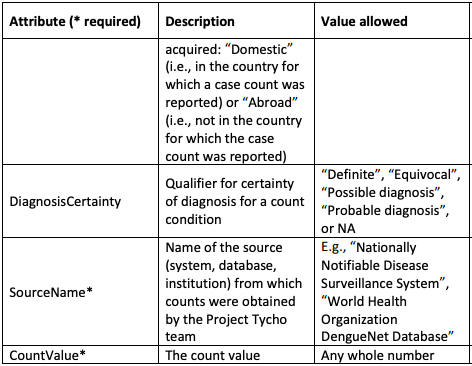 Attribute (* required) Description Value allowed
acquired: “Domestic”
(i.e., in the country for
which a case count was
reported) or “Abroad”
(i.e., not in the country
for which the case
count was reported)
DiagnosisCertainty
Qualifier for certainty
of diagnosis for a count
condition
“Definite”, “Equivocal”,
“Possible diagnosis”,
“Probable diagnosis”,
or NA
SourceName*
Name of the source
(system, database,
institution) from which
counts were obtained
by the Project Tycho
team
E.g., “Nationally
Notifiable Disease
Surveillance System”,
“World Health
Organization
DengueNet Database”
CountValue* The count value Any whole number